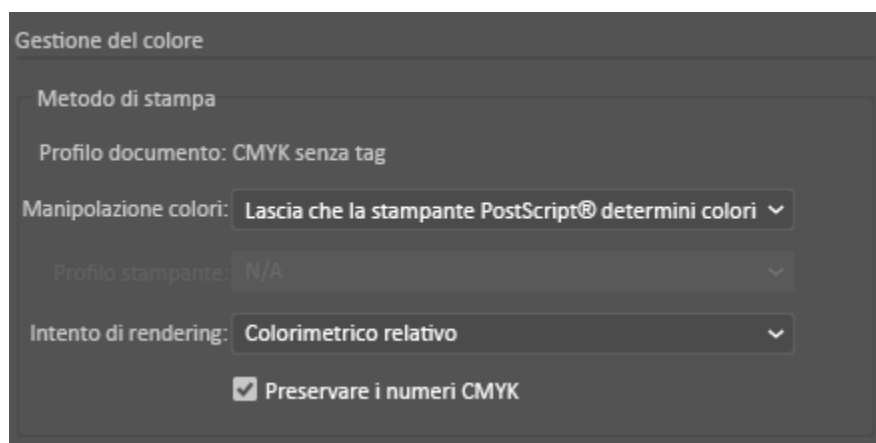 Gestione del colore
Metodo di stampa
Profilo documento: CMYK senza tag
Manipolazione colori: Lascia che la stampante PostScript® determini colori
Profilo stampante: N/A
Intento di rendering: Colorimetrico relativo
Preservare i numeri CMYK